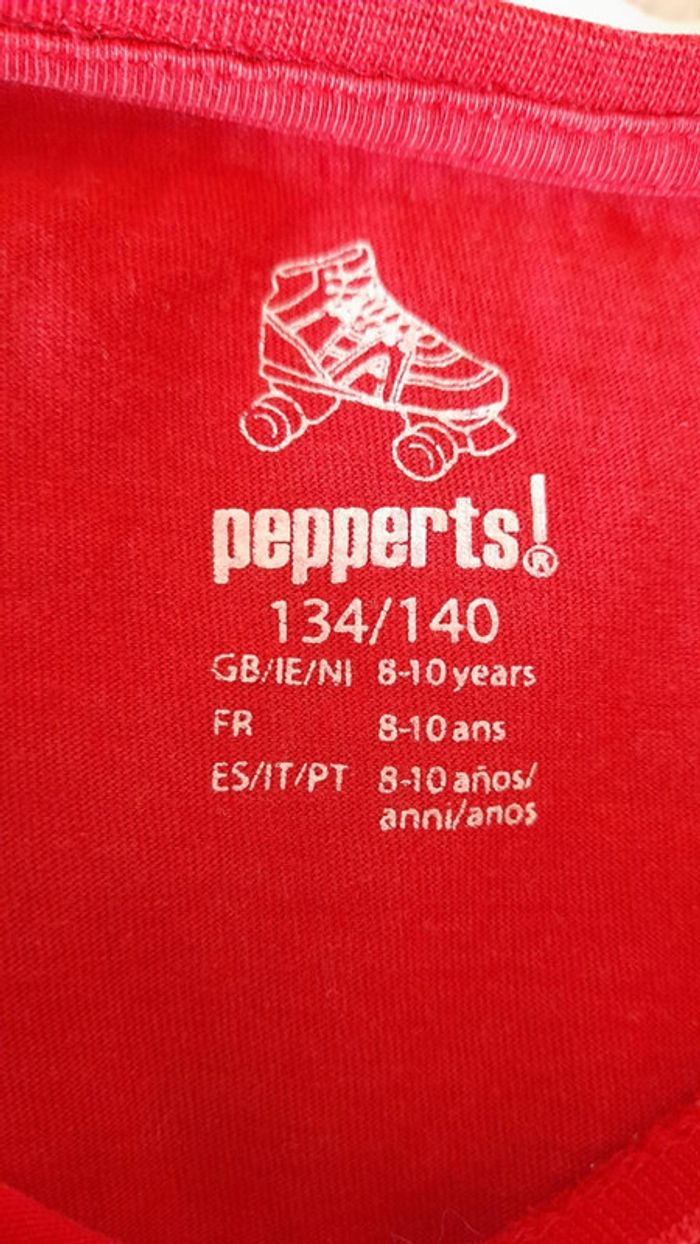 pepperts!®
134/140
GB/IE/NI 8-10 years
FR 8-10 ans
ES/IT/PT 8-10 años/
anni/anos